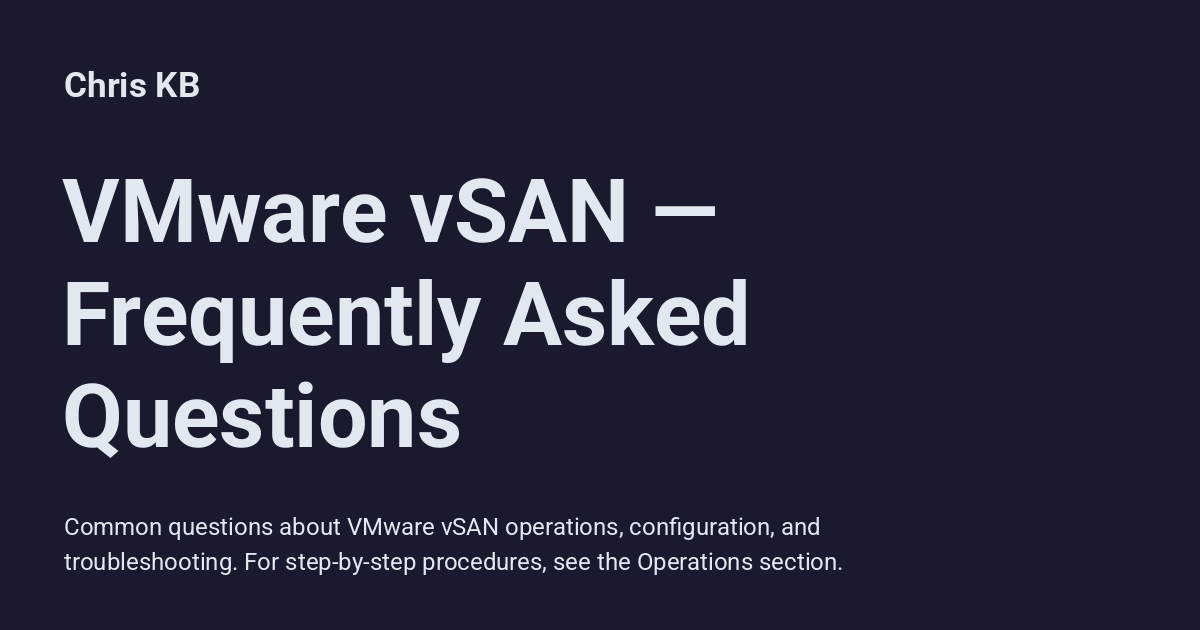 Chris KB
VMware vSAN —
Frequently Asked
Questions
Common questions about VMware vSAN operations, configuration, and
troubleshooting. For step-by-step procedures, see the Operations section.